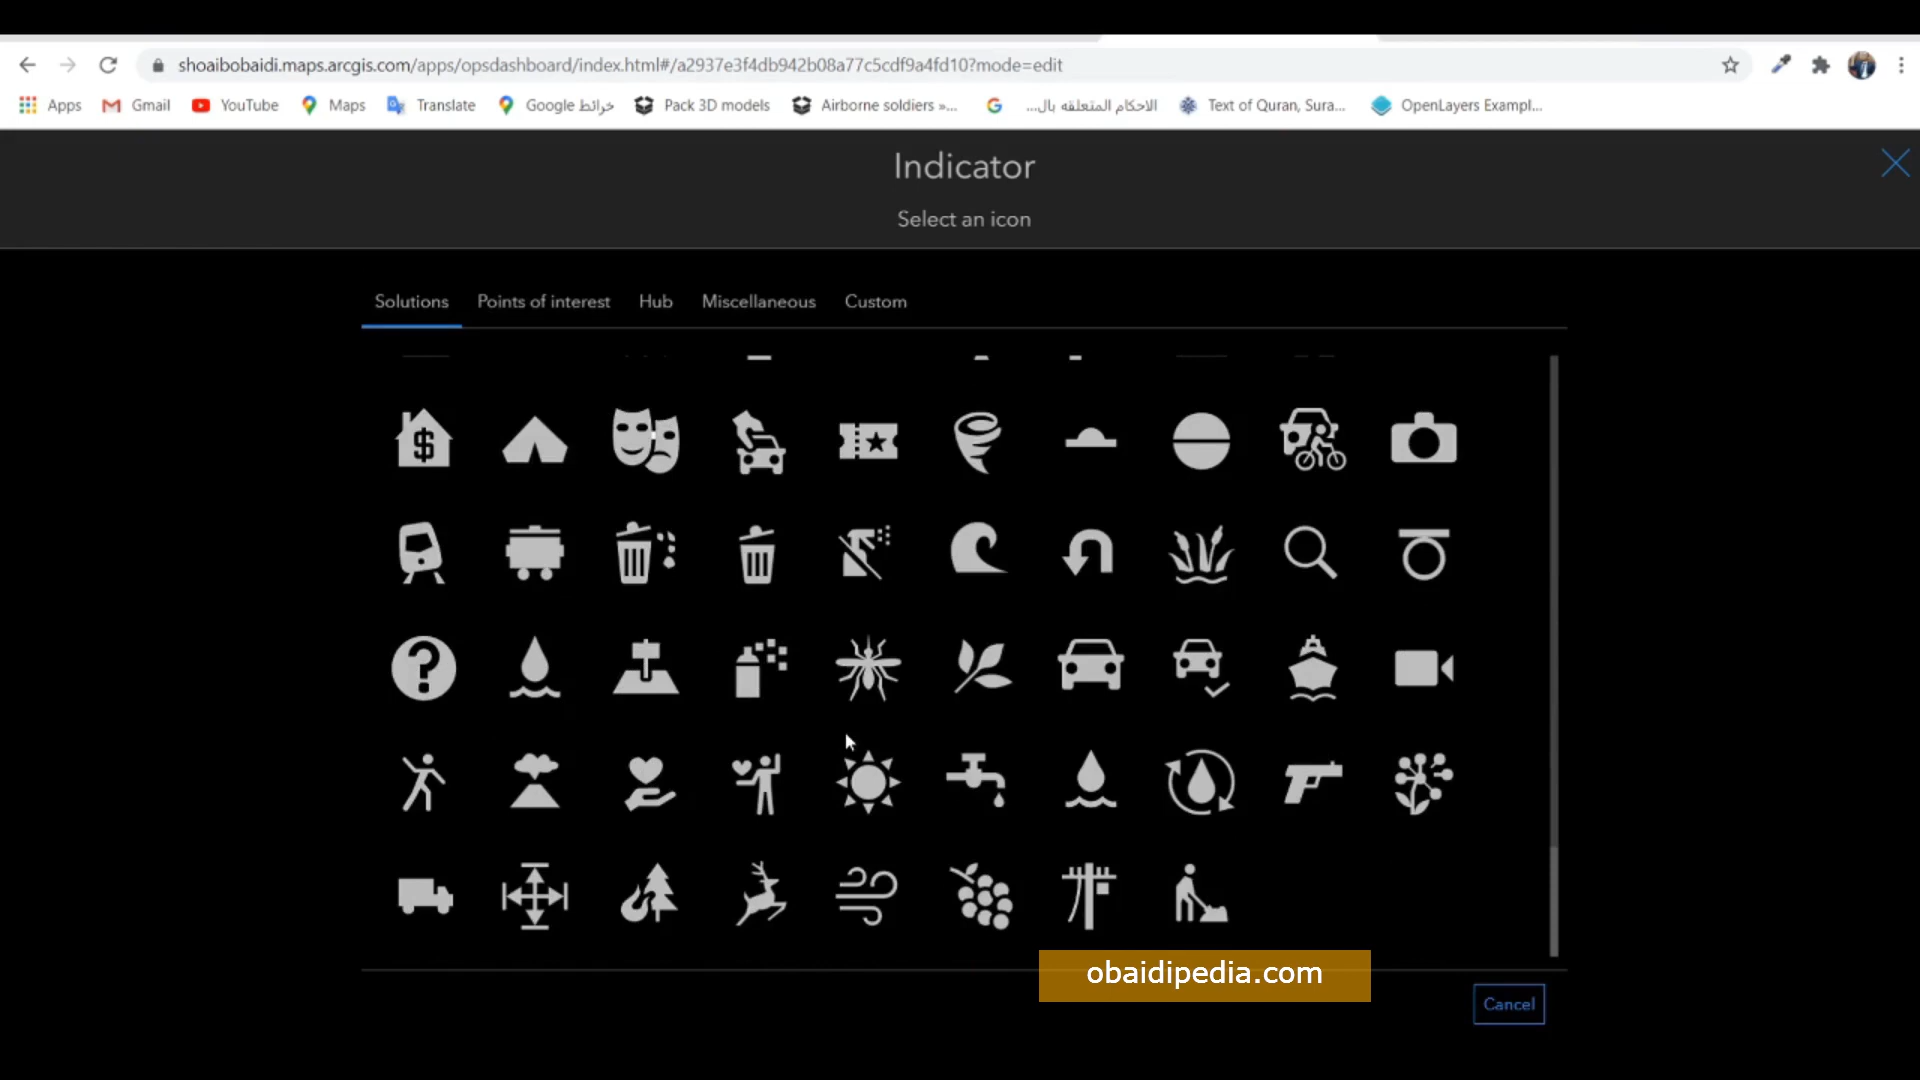 shoaibobaidi.maps.arcgis.com/apps/opsdashboard/index.html#/a2937e3f4db942b08a77c5cdf9a4fd10?mode=edit
Apps Gmail YouTube Maps Translate Google خرائط Pack 3D models Airborne soldiers »... الاحكام المتعلقه بال... Text of Quran, Sura... OpenLayers Exampl...
Indicator
Select an icon
Solutions Points of interest Hub Miscellaneous Custom
obaidipedia.com
Cancel